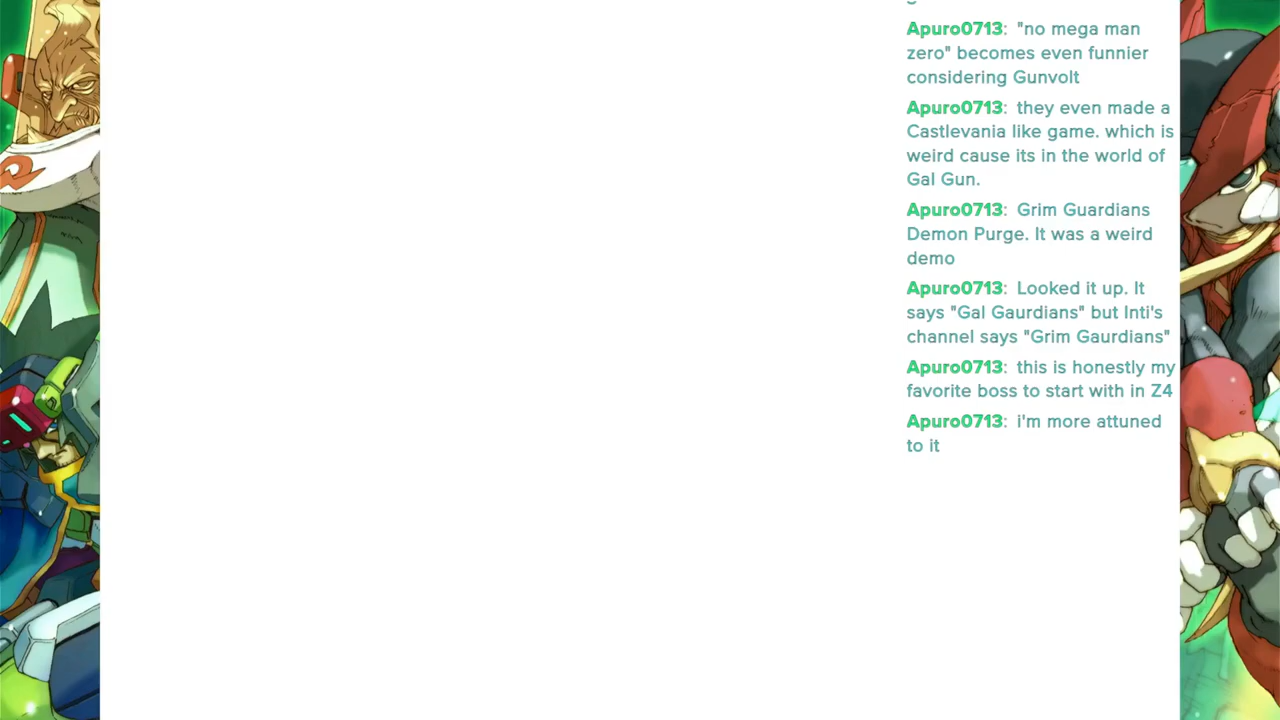 Apuro0713: "no mega man
zero" becomes even funnier
considering Gunvolt
Apuro0713: they even made a
Castlevania like game. which is
weird cause its in the world of
Gal Gun.
Apuro0713: Grim Guardians
Demon Purge. It was a weird
demo
Apuro0713: Looked it up. It
says "Gal Gaurdians" but Inti's
channel says "Grim Gaurdians"
Apuro0713: this is honestly my
favorite boss to start with in Z4
Apuro0713: i'm more attuned
to it